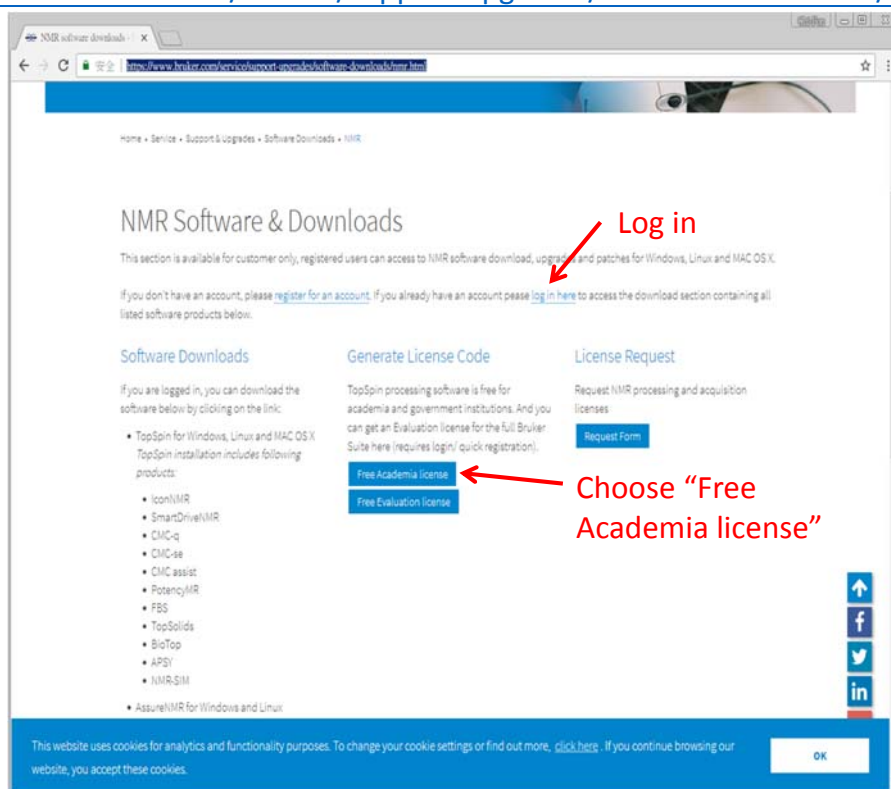 NMR software downloads -
安全 | https://www.bruker.com/service/support-upgrades/software-downloads/nmr.html
Home • Service • Support & Upgrades • Software Downloads • NMR
NMR Software & Downloads
Log in
This section is available for customer only, registered users can access to NMR software download, upgrades and patches for Windows, Linux and MAC OS X.
If you don't have an account, please register for an account. If you already have an account pease log in here to access the download section containing all
listed software products below.
Software Downloads
If you are logged in, you can download the
software below by clicking on the link:
• TopSpin for Windows, Linux and MAC OS X
TopSpin installation includes following
products:
• IconNMR
• SmartDriveNMR
• CMC-q
• CMC-se
• CMC assist
• PotencyMR
• FBS
• TopSolids
• BioTop
• APSY
• NMR-SIM
• AssureNMR for Windows and Linux
Generate License Code
TopSpin processing software is free for
academia and government institutions. And you
can get an Evaluation license for the full Bruker
Suite here (requires login/ quick registration).
Free Academia license
Free Evaluation license
License Request
Request NMR processing and acquisition
licenses
Request Form
Choose “Free
Academia license”
f
in
This website uses cookies for analytics and functionality purposes. To change your cookie settings or find out more, click here . If you continue browsing our
website, you accept these cookies.
OK